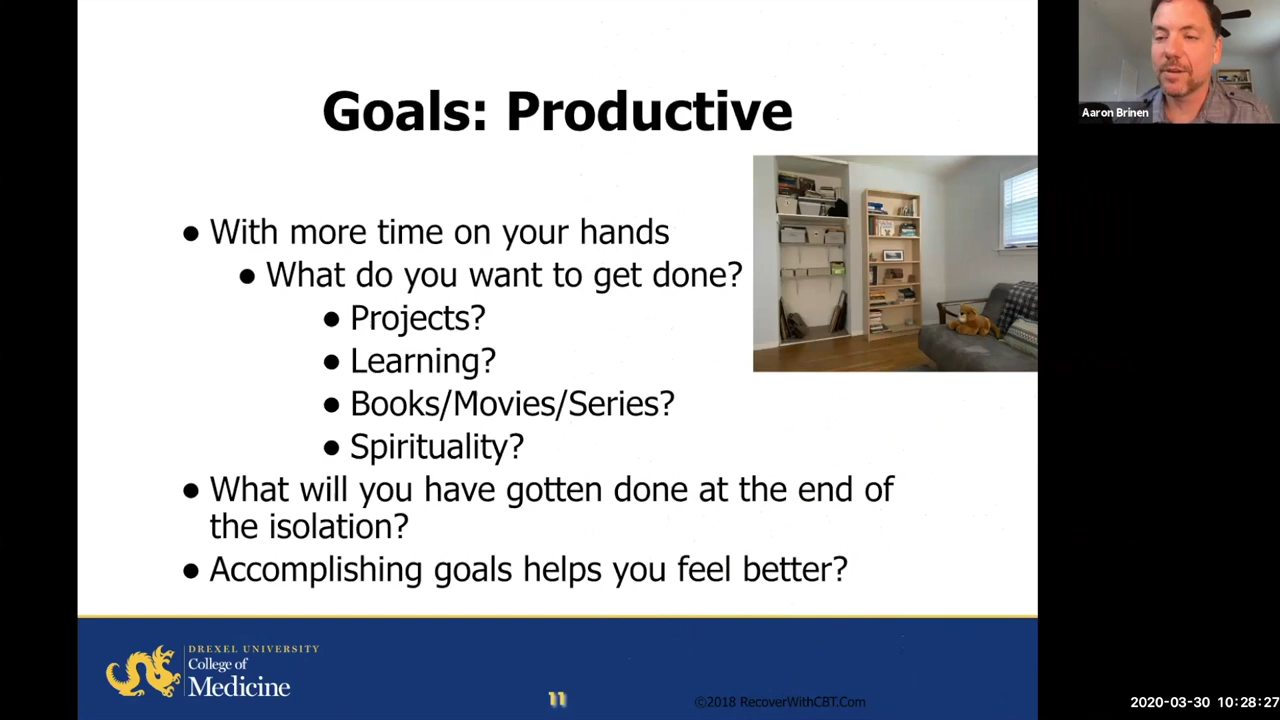 Goals: Productive
● With more time on your hands
● What do you want to get done?
● Projects?
● Learning?
● Books/Movies/Series?
● Spirituality?
● What will you have gotten done at the end of
the isolation?
● Accomplishing goals helps you feel better?
DREXEL UNIVERSITY
College of
Medicine
11
©2018 RecoverWithCBT.Com
Aaron Brinen
2020-03-30 10:28:27